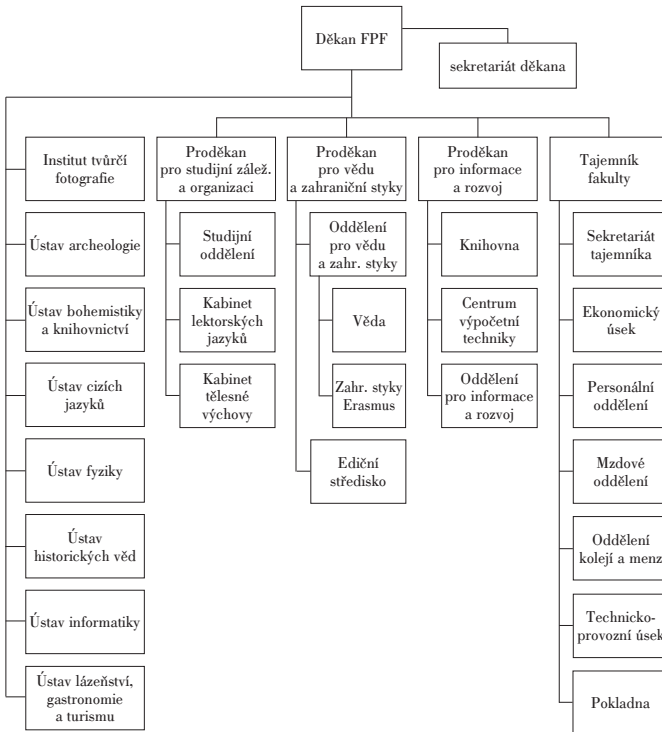 Děkan FPF
sekretariát děkana
Institut tvůrčí
fotografie
Ústav archeologie
Ústav bohemistiky
a knihovnictví
Ústav cizích
jazyků
Ústav fyziky
Ústav
historických věd
Ústav informatiky
Ústav lázeňství,
gastronomie
a turismu
Proděkan
pro studijní zálež.
a organizaci
Studijní
oddělení
Kabinet
lektorských
jazyků
Kabinet
tělesné
výchovy
Proděkan
pro vědu
a zahraniční styky
Oddělení
pro vědu
a zahr. styky
Věda
Zahr. styky
Erasmus
Ediční
středisko
Proděkan
pro informace
a rozvoj
Knihovna
Centrum
výpočetní
techniky
Oddělení
pro informace
a rozvoj
Tajemník
fakulty
Sekretariát
tajemníka
Ekonomický
úsek
Personální
oddělení
Mzdové
oddělení
Oddělení
kolejí a menz
Technicko-
provozní úsek
Pokladna